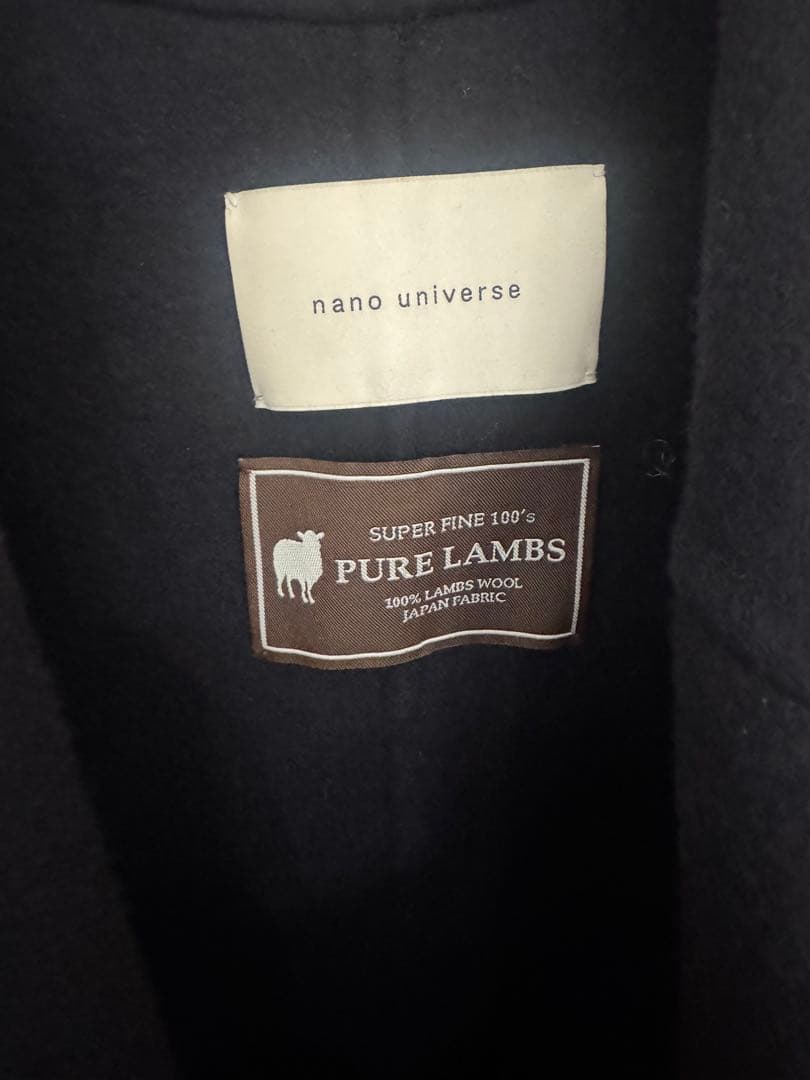 nano universe
SUPER FINE 100's
PURE LAMBS
100% LAMBS WOOL
JAPAN FABRIC